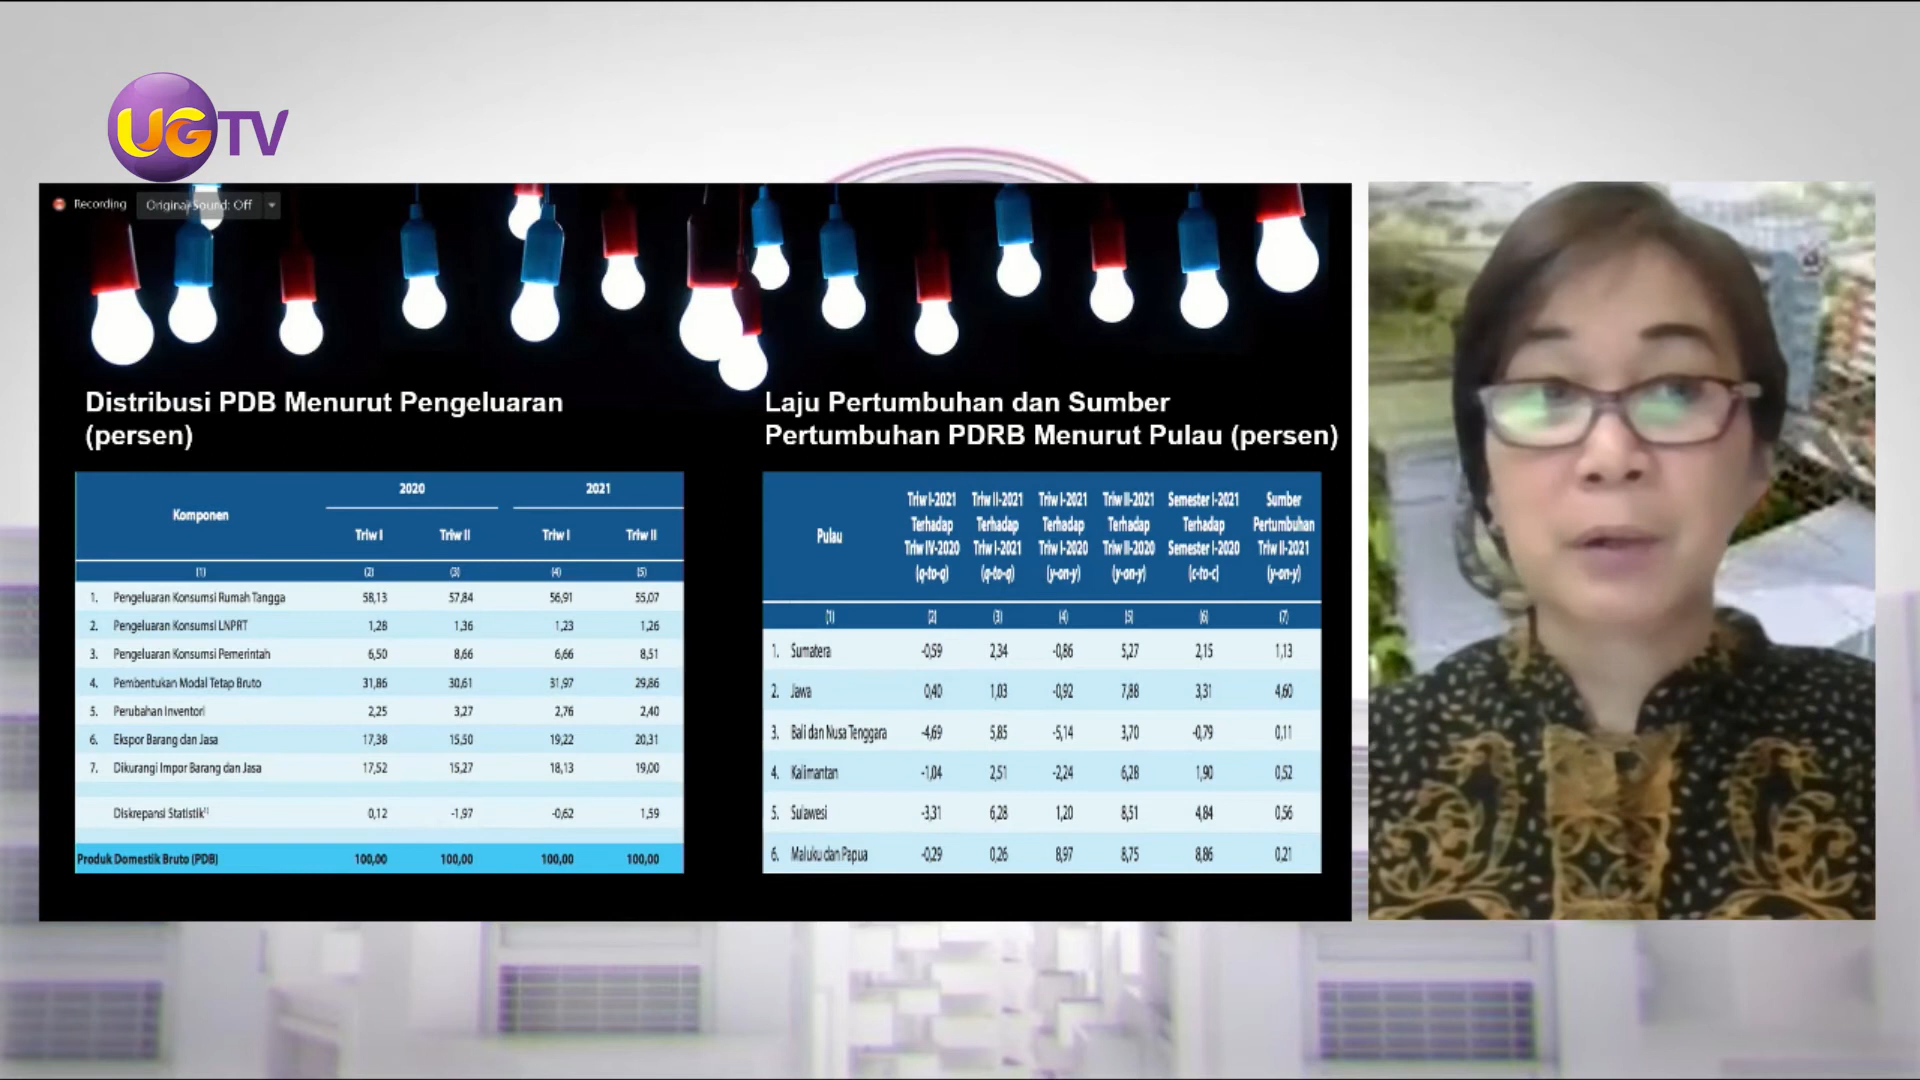 UGTV
Recording
Original Sound: Off
Distribusi PDB Menurut Pengeluaran
(persen)
Komponen 2020 2021
Triw I Triw II Triw I Triw II
(1) (2) (3) (4) (5)
1. Pengeluaran Konsumsi Rumah Tangga 58,13 57,84 56,91 55,07
2. Pengeluaran Konsumsi LNPRT 1,28 1,36 1,23 1,26
3. Pengeluaran Konsumsi Pemerintah 6,50 8,66 6,66 8,51
4. Pembentukan Modal Tetap Bruto 31,86 30,61 31,97 29,86
5. Perubahan Inventori 2,25 3,27 2,76 2,40
6. Ekspor Barang dan Jasa 17,38 15,50 19,22 20,31
7. Dikurangi Impor Barang dan Jasa 17,52 15,27 18,13 19,00
Diskrepansi Statistik 0,12 -1,97 -0,62 1,59
Produk Domestik Bruto (PDB) 100,00 100,00 100,00 100,00
Laju Pertumbuhan dan Sumber
Pertumbuhan PDRB Menurut Pulau (persen)
Triw I-2021 Triw II-2021 Triw I-2021 Triw II-2021 Semester I-2021 Sumber
Pulau Terhadap Terhadap Terhadap Terhadap Terhadap Pertumbuhan
Triw IV-2020 Triw I-2021 Triw I-2020 Triw II-2020 Semester I-2020 Triw II-2021
(q-to-q) (q-to-q) (y-on-y) (y-on-y) (c-to-c) (y-on-y)
(1) (2) (3) (4) (5) (6) (7)
1. Sumatera -0,59 2,34 -0,86 5,27 2,15 1,13
2. Jawa 0,40 1,03 -0,92 7,88 3,31 4,60
3. Bali dan Nusa Tenggara -4,69 5,85 -5,14 3,70 -0,79 0,11
4. Kalimantan -1,04 2,51 -2,24 6,28 1,90 0,52
5. Sulawesi -3,31 6,28 1,20 8,51 4,84 0,56
6. Maluku dan Papua -0,29 0,26 8,97 8,75 8,86 0,21